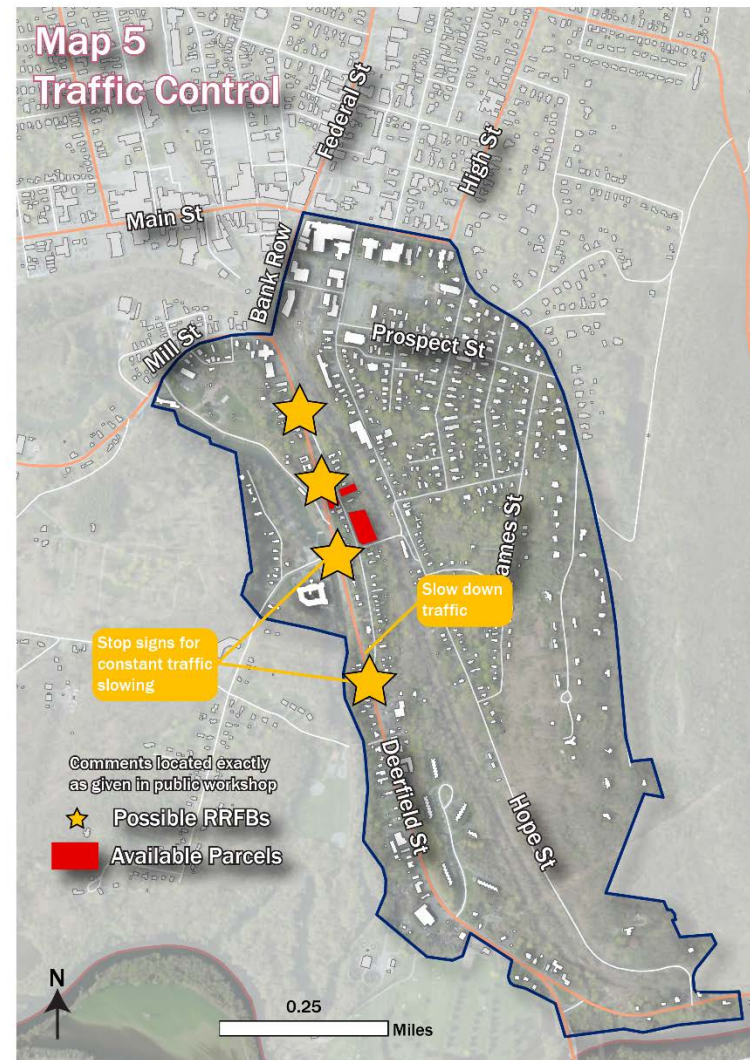 Map 5
Traffic Control
Federal St
High St
Main St
Bank Row
Mill St
Prospect St
James St
Slow down
traffic
Stop signs for
constant traffic
slowing
Comments located exactly
as given in public workshop
Possible RRFBs
Available Parcels
Deerfield St
Hope St
N
0.25
Miles